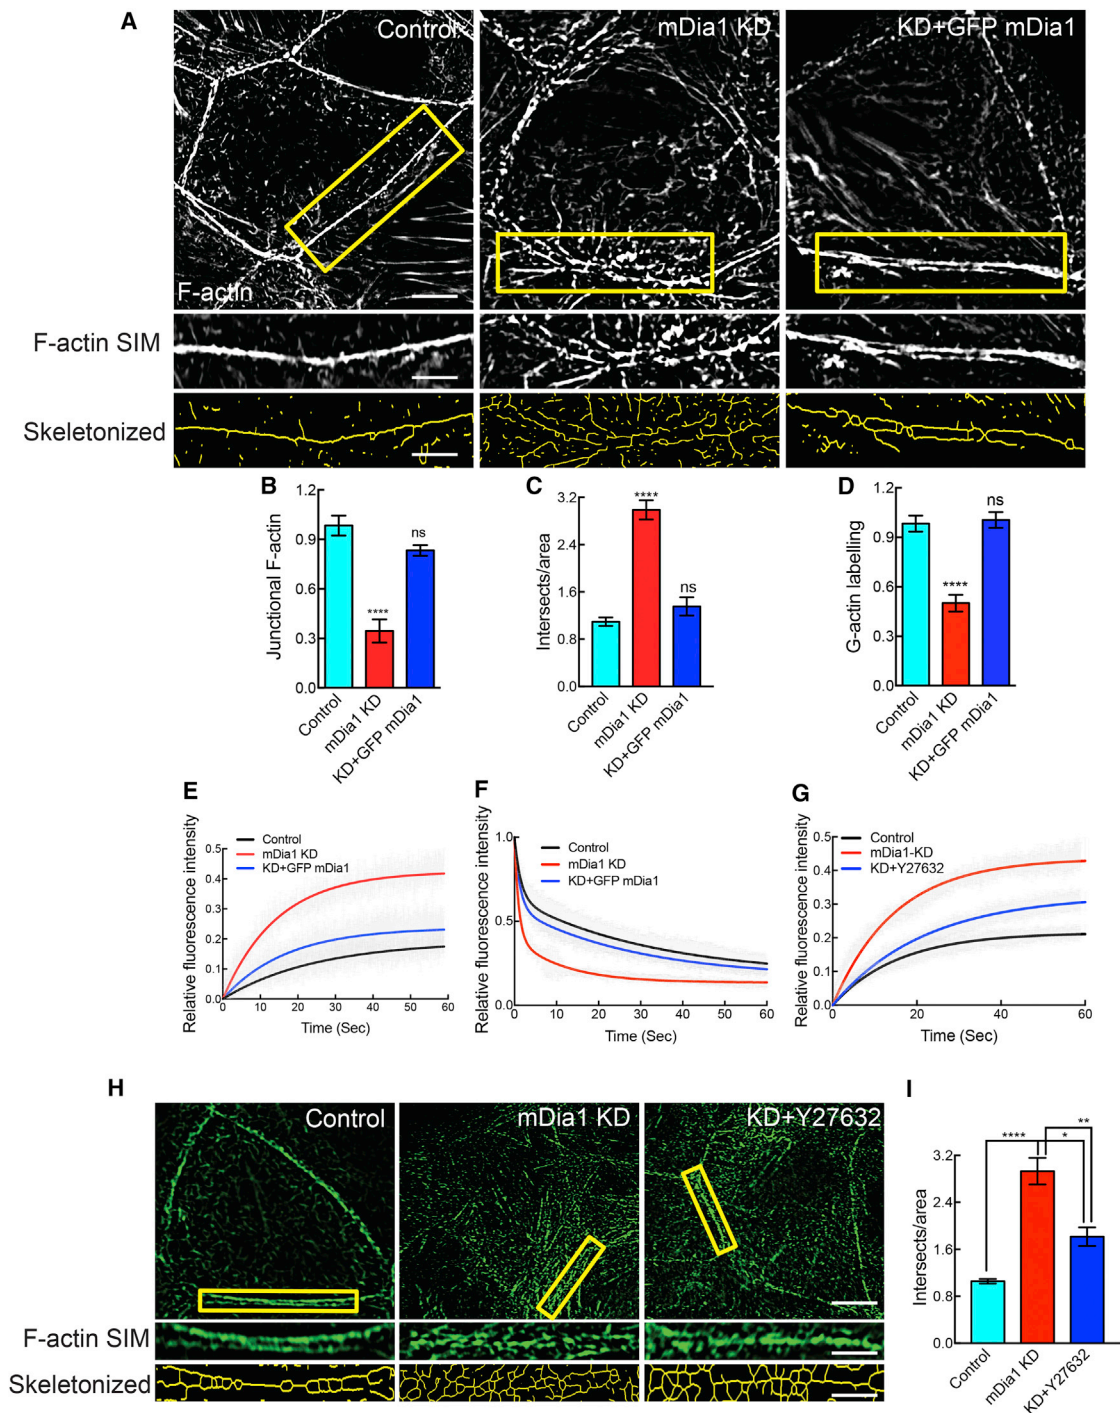 A
Control
mDia1 KD
KD+GFP mDia1
F-actin
F-actin SIM
Skeletonized
B
Junctional F-actin
1.2
0.9
0.6
0.3
0.0
****
ns
Control
mDia1 KD
KD+GFP mDia1
C
Intersects/area
3.2
2.4
1.6
0.8
0.0
****
ns
Control
mDia1 KD
KD+GFP mDia1
D
G-actin labelling
1.2
0.9
0.6
0.3
0.0
****
ns
Control
mDia1 KD
KD+GFP mDia1
E
Relative fluorescence intensity
0.5
0.4
0.3
0.2
0.1
0.0
Control
mDia1 KD
KD+GFP mDia1
0 10 20 30 40 50 60
Time (Sec)
F
Relative fluorescence intensity
1.0
0.5
0.0
Control
mDia1 KD
KD+GFP mDia1
0 10 20 30 40 50 60
Time (Sec)
G
Relative fluorescence intensity
0.5
0.4
0.3
0.2
0.1
0.0
Control
mDia1-KD
KD+Y27632
0 20 40 60
Time (Sec)
H
Control
mDia1 KD
KD+Y27632
F-actin SIM
Skeletonized
I
Intersects/area
3.2
2.4
1.6
0.8
0.0
****
*
**
Control
mDia1 KD
KD+Y27632